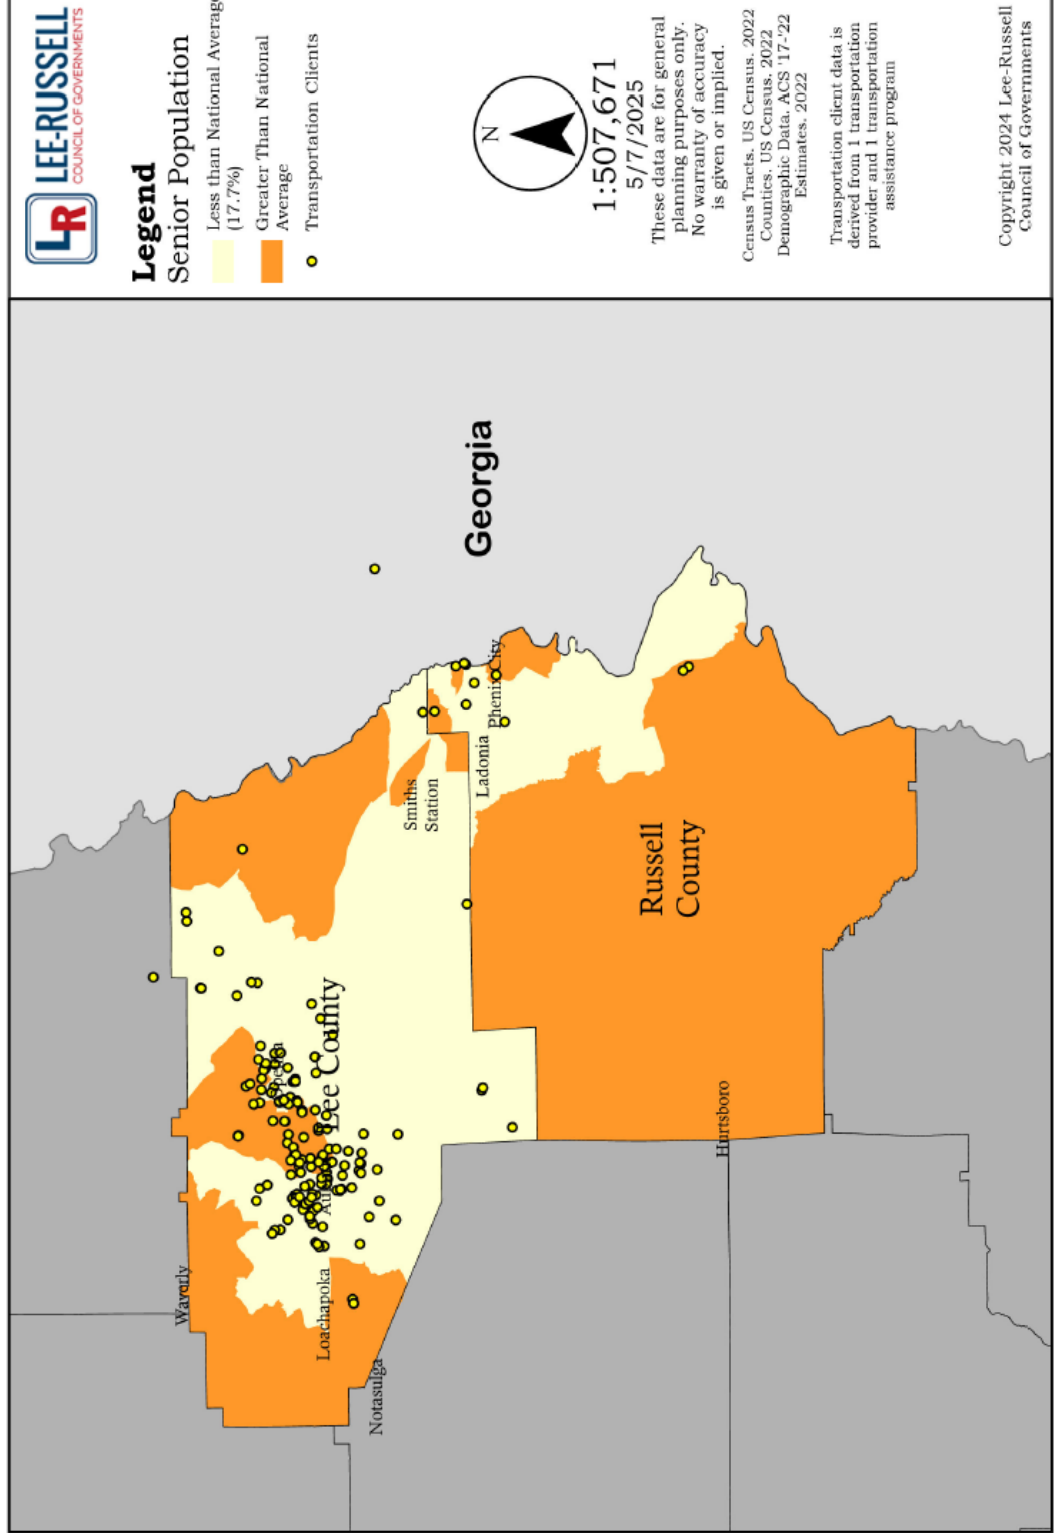 LR LEE-RUSSELL
COUNCIL OF GOVERNMENTS
Legend
Senior Population
Less than National Average
(17.7%)
Greater Than National
Average
Transportation Clients
N
1:507,671
5/7/2025
These data are for general
planning purposes only.
No warranty of accuracy
is given or implied.
Census Tracts. US Census. 2022
Counties. US Census. 2022
Demographic Data. ACS '17-'22
Estimates. 2022
Transportation client data is
derived from 1 transportation
provider and 1 transportation
assistance program
Copyright 2024 Lee-Russell
Council of Governments
Waverly
Loachapoka
Notasulga
Lee County
Smiths
Station
Ladonia
Phenix City
Georgia
Russell
County
Hurtsboro